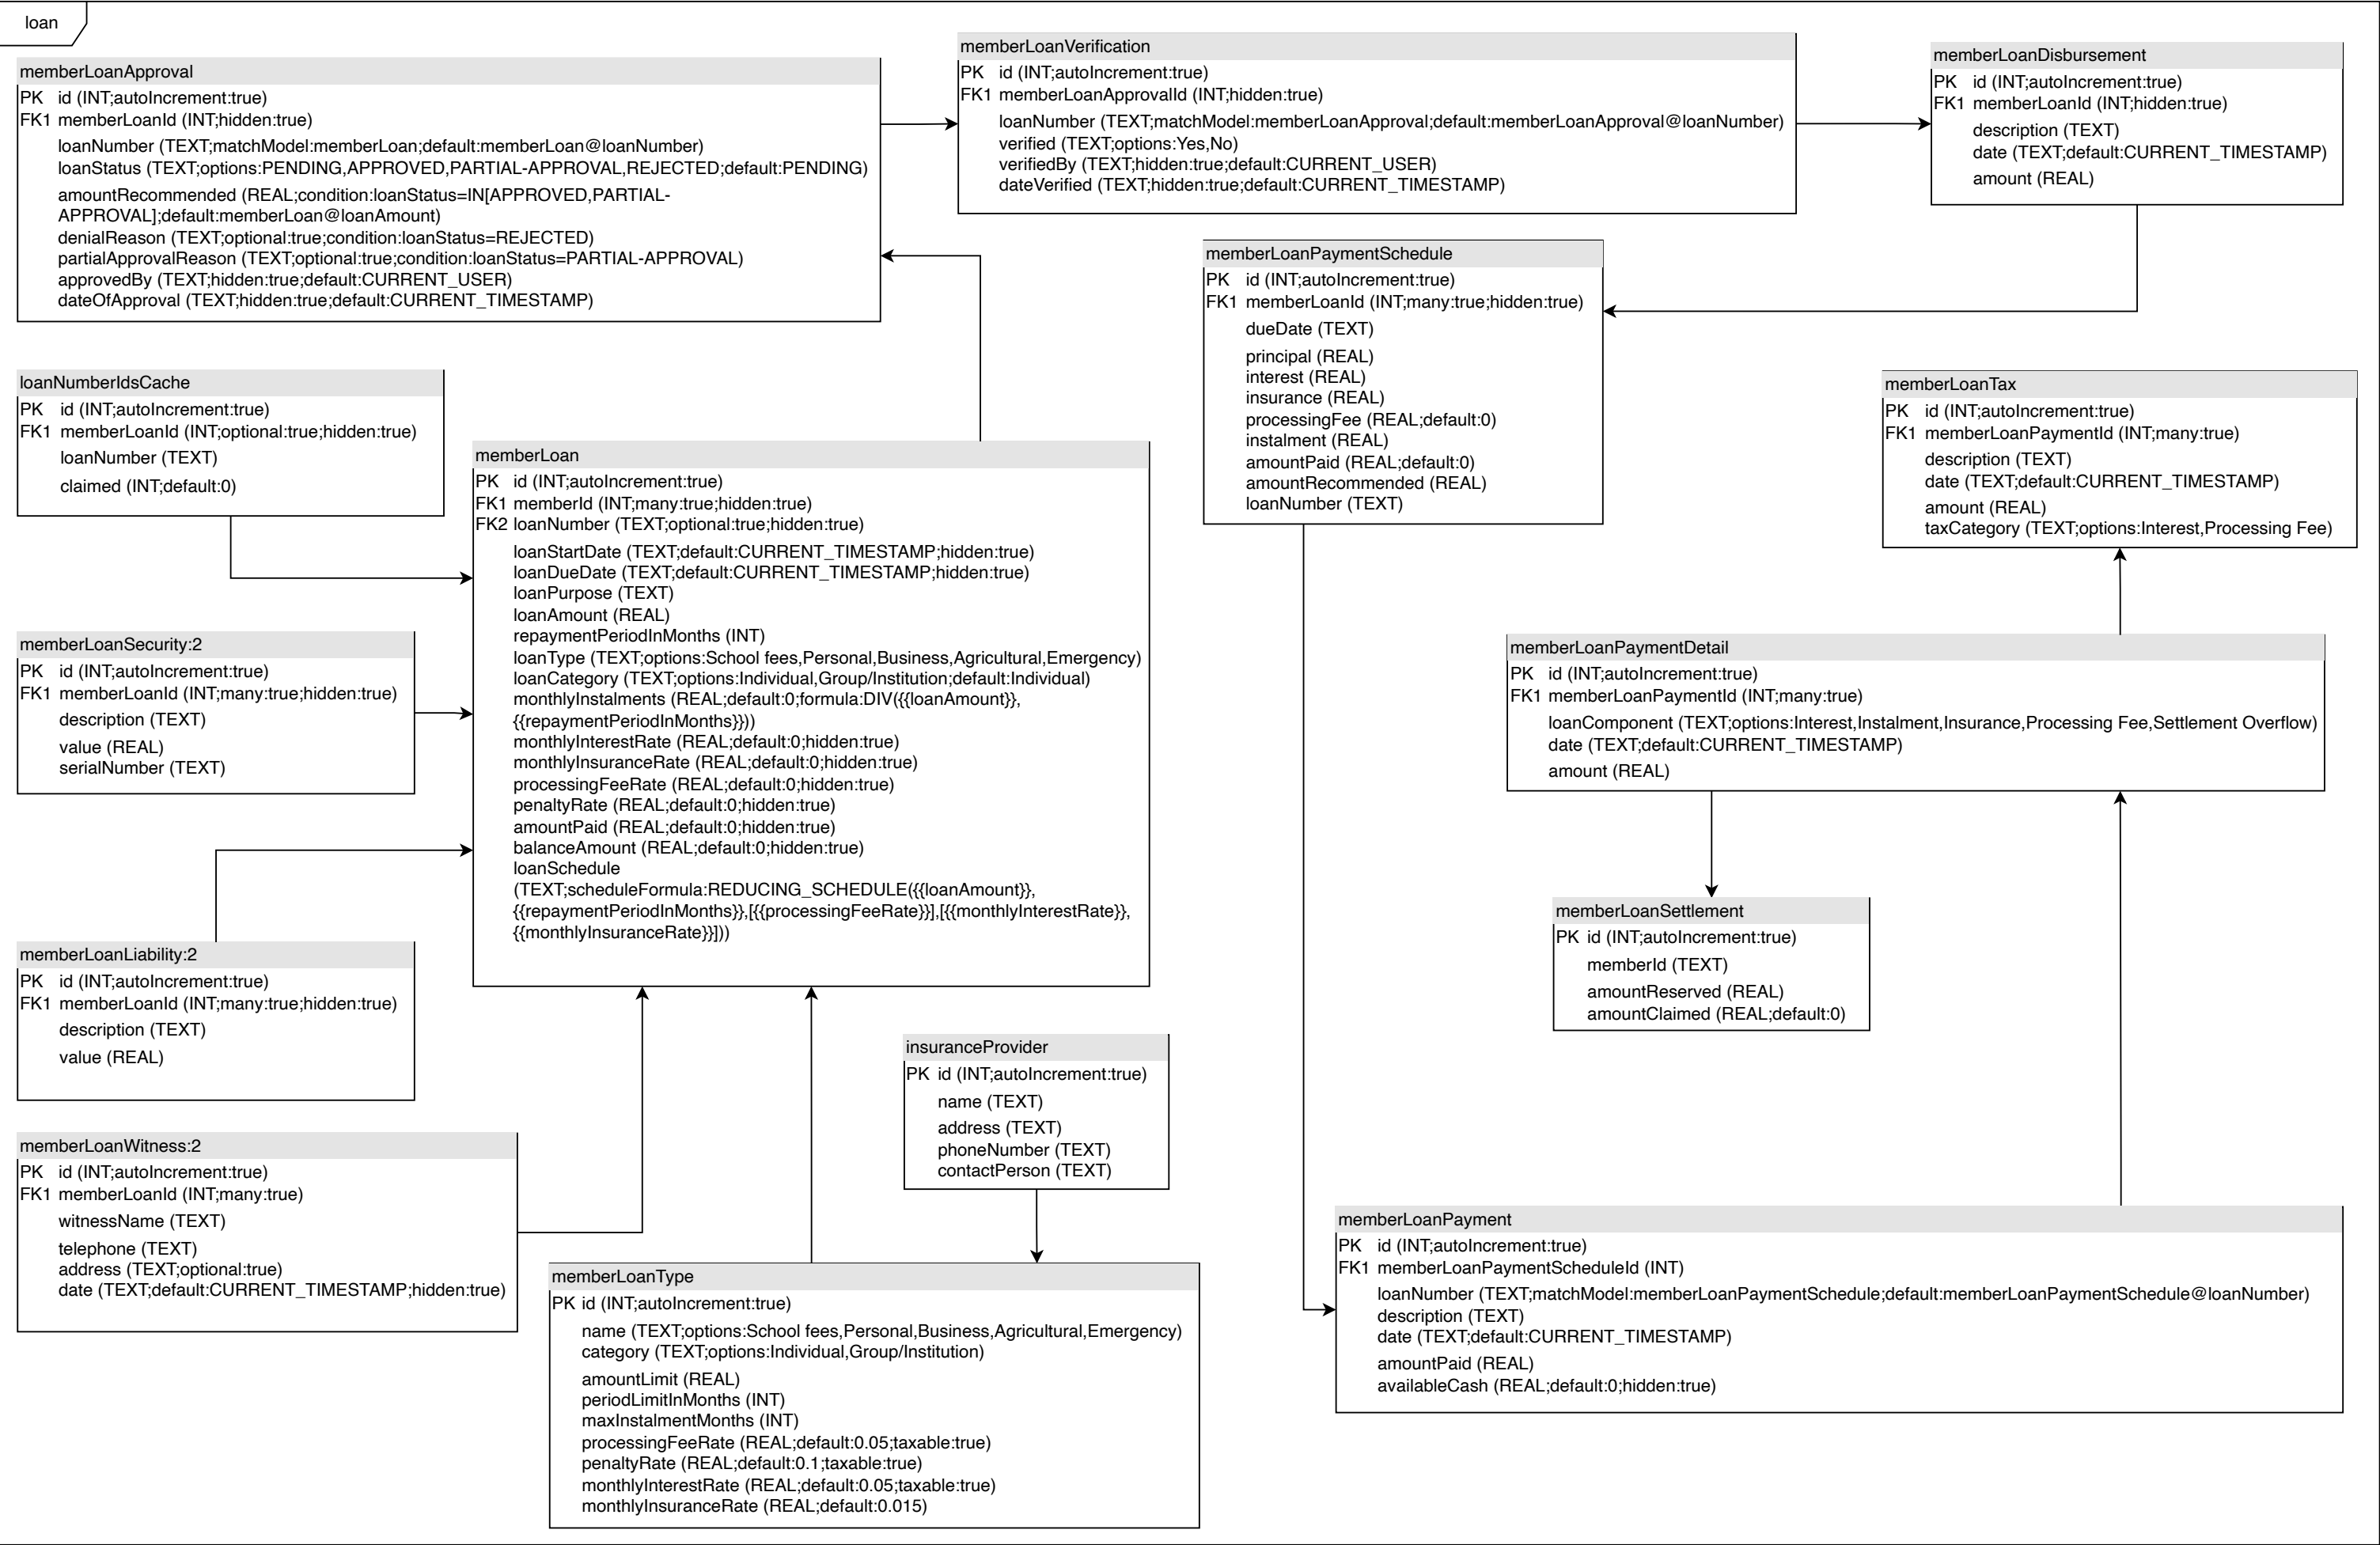 loan
memberLoanApproval
PK id (INT;autoIncrement:true)
FK1 memberLoanId (INT;hidden:true)
loanNumber (TEXT;matchModel:memberLoan;default:memberLoan@loanNumber)
loanStatus (TEXT;options:PENDING,APPROVED,PARTIAL-APPROVAL,REJECTED;default:PENDING)
amountRecommended (REAL;condition:loanStatus=IN[APPROVED,PARTIAL-
APPROVAL];default:memberLoan@loanAmount)
denialReason (TEXT;optional:true;condition:loanStatus=REJECTED)
partialApprovalReason (TEXT;optional:true;condition:loanStatus=PARTIAL-APPROVAL)
approvedBy (TEXT;hidden:true;default:CURRENT_USER)
dateOfApproval (TEXT;hidden:true;default:CURRENT_TIMESTAMP)
memberLoanVerification
PK id (INT;autoIncrement:true)
FK1 memberLoanApprovalId (INT;hidden:true)
loanNumber (TEXT;matchModel:memberLoanApproval;default:memberLoanApproval@loanNumber)
verified (TEXT;options:Yes,No)
verifiedBy (TEXT;hidden:true;default:CURRENT_USER)
dateVerified (TEXT;hidden:true;default:CURRENT_TIMESTAMP)
memberLoanDisbursement
PK id (INT;autoIncrement:true)
FK1 memberLoanId (INT;hidden:true)
description (TEXT)
date (TEXT;default:CURRENT_TIMESTAMP)
amount (REAL)
memberLoanPaymentSchedule
PK id (INT;autoIncrement:true)
FK1 memberLoanId (INT;many:true;hidden:true)
dueDate (TEXT)
principal (REAL)
interest (REAL)
insurance (REAL)
processingFee (REAL;default:0)
instalment (REAL)
amountPaid (REAL;default:0)
amountRecommended (REAL)
loanNumber (TEXT)
loanNumberIdsCache
PK id (INT;autoIncrement:true)
FK1 memberLoanId (INT;optional:true;hidden:true)
loanNumber (TEXT)
claimed (INT;default:0)
memberLoan
PK id (INT;autoIncrement:true)
FK1 memberId (INT;many:true;hidden:true)
FK2 loanNumber (TEXT;optional:true;hidden:true)
loanStartDate (TEXT;default:CURRENT_TIMESTAMP;hidden:true)
loanDueDate (TEXT;default:CURRENT_TIMESTAMP;hidden:true)
loanPurpose (TEXT)
loanAmount (REAL)
repaymentPeriodInMonths (INT)
loanType (TEXT;options:School fees,Personal,Business,Agricultural,Emergency)
loanCategory (TEXT;options:Individual,Group/Institution;default:Individual)
monthlyInstalments (REAL;default:0;formula:DIV({{loanAmount}},
{{repaymentPeriodInMonths}}))
monthlyInterestRate (REAL;default:0;hidden:true)
monthlyInsuranceRate (REAL;default:0;hidden:true)
processingFeeRate (REAL;default:0;hidden:true)
penaltyRate (REAL;default:0;hidden:true)
amountPaid (REAL;default:0;hidden:true)
balanceAmount (REAL;default:0;hidden:true)
loanSchedule
(TEXT;scheduleFormula:REDUCING_SCHEDULE({{loanAmount}},
{{repaymentPeriodInMonths}},[{{processingFeeRate}}],[{{monthlyInterestRate}},
{{monthlyInsuranceRate}}]))
memberLoanTax
PK id (INT;autoIncrement:true)
FK1 memberLoanPaymentId (INT;many:true)
description (TEXT)
date (TEXT;default:CURRENT_TIMESTAMP)
amount (REAL)
taxCategory (TEXT;options:Interest,Processing Fee)
memberLoanSecurity:2
PK id (INT;autoIncrement:true)
FK1 memberLoanId (INT;many:true;hidden:true)
description (TEXT)
value (REAL)
serialNumber (TEXT)
memberLoanPaymentDetail
PK id (INT;autoIncrement:true)
FK1 memberLoanPaymentId (INT;many:true)
loanComponent (TEXT;options:Interest,Instalment,Insurance,Processing Fee,Settlement Overflow)
date (TEXT;default:CURRENT_TIMESTAMP)
amount (REAL)
memberLoanSettlement
PK id (INT;autoIncrement:true)
memberId (TEXT)
amountReserved (REAL)
amountClaimed (REAL;default:0)
memberLoanLiability:2
PK id (INT;autoIncrement:true)
FK1 memberLoanId (INT;many:true;hidden:true)
description (TEXT)
value (REAL)
insuranceProvider
PK id (INT;autoIncrement:true)
name (TEXT)
address (TEXT)
phoneNumber (TEXT)
contactPerson (TEXT)
memberLoanWitness:2
PK id (INT;autoIncrement:true)
FK1 memberLoanId (INT;many:true)
witnessName (TEXT)
telephone (TEXT)
address (TEXT;optional:true)
date (TEXT;default:CURRENT_TIMESTAMP;hidden:true)
memberLoanType
PK id (INT;autoIncrement:true)
name (TEXT;options:School fees,Personal,Business,Agricultural,Emergency)
category (TEXT;options:Individual,Group/Institution)
amountLimit (REAL)
periodLimitInMonths (INT)
maxInstalmentMonths (INT)
processingFeeRate (REAL;default:0.05;taxable:true)
penaltyRate (REAL;default:0.1;taxable:true)
monthlyInterestRate (REAL;default:0.05;taxable:true)
monthlyInsuranceRate (REAL;default:0.015)
memberLoanPayment
PK id (INT;autoIncrement:true)
FK1 memberLoanPaymentScheduleId (INT)
loanNumber (TEXT;matchModel:memberLoanPaymentSchedule;default:memberLoanPaymentSchedule@loanNumber)
description (TEXT)
date (TEXT;default:CURRENT_TIMESTAMP)
amountPaid (REAL)
availableCash (REAL;default:0;hidden:true)